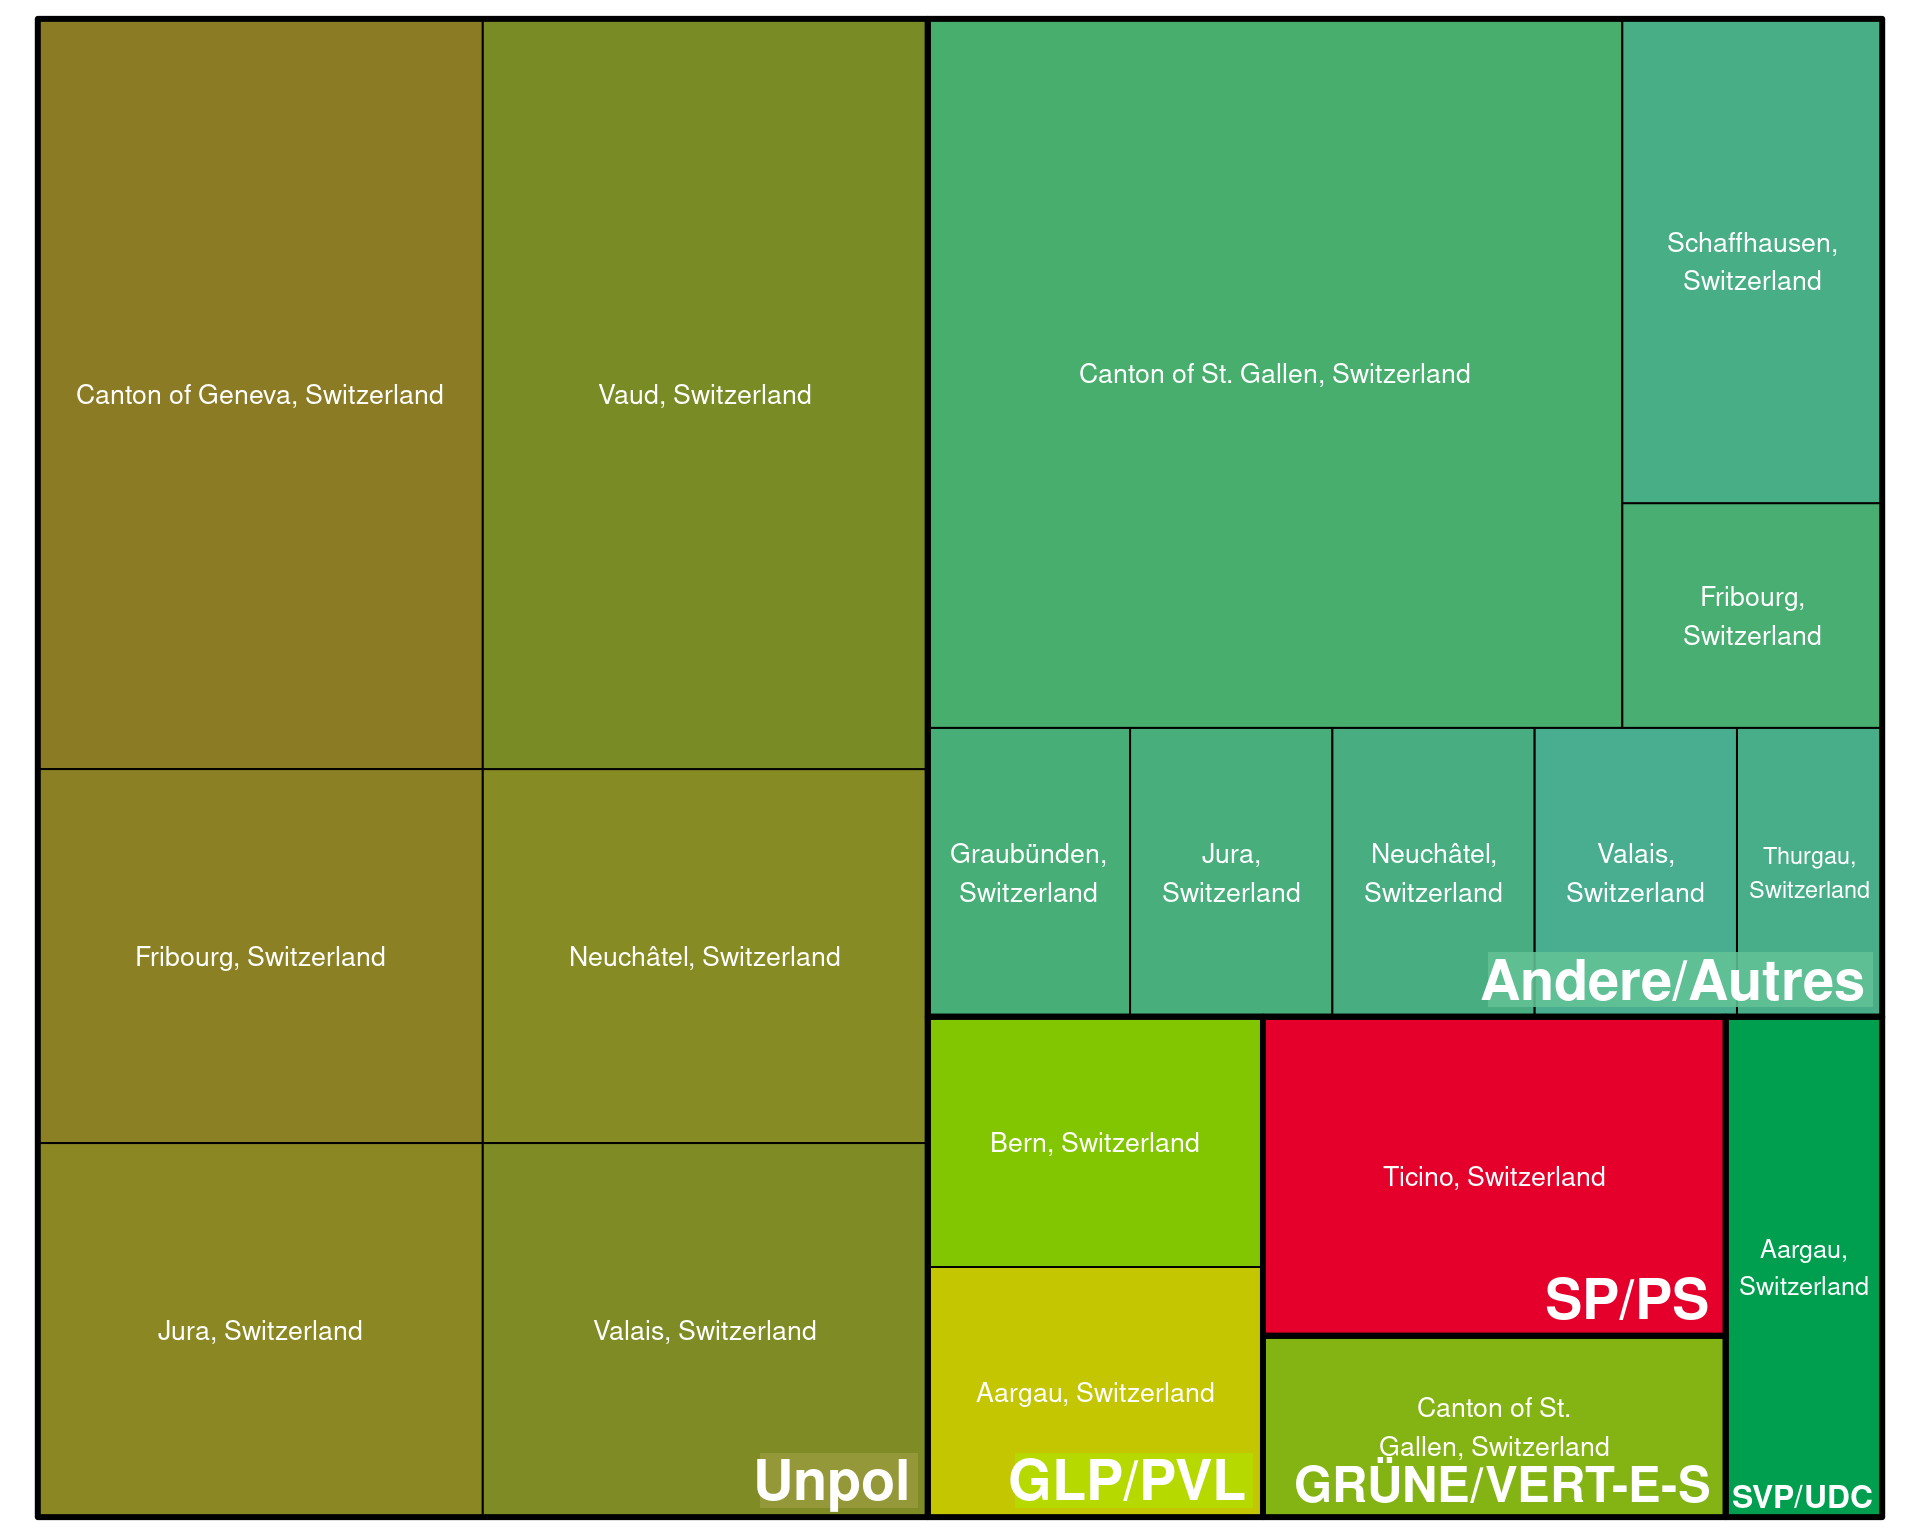 Canton of Geneva, Switzerland
Vaud, Switzerland
Fribourg, Switzerland
Neuchâtel, Switzerland
Jura, Switzerland
Valais, Switzerland
Unpol
Canton of St. Gallen, Switzerland
Schaffhausen,
Switzerland
Fribourg,
Switzerland
Graubünden,
Switzerland
Jura,
Switzerland
Neuchâtel,
Switzerland
Valais,
Switzerland
Thurgau,
Switzerland
Andere/Autres
Bern, Switzerland
Aargau, Switzerland
GLP/PVL
Ticino, Switzerland
SP/PS
Canton of St.
Gallen, Switzerland
GRÜNE/VERT-E-S
Aargau,
Switzerland
SVP/UDC